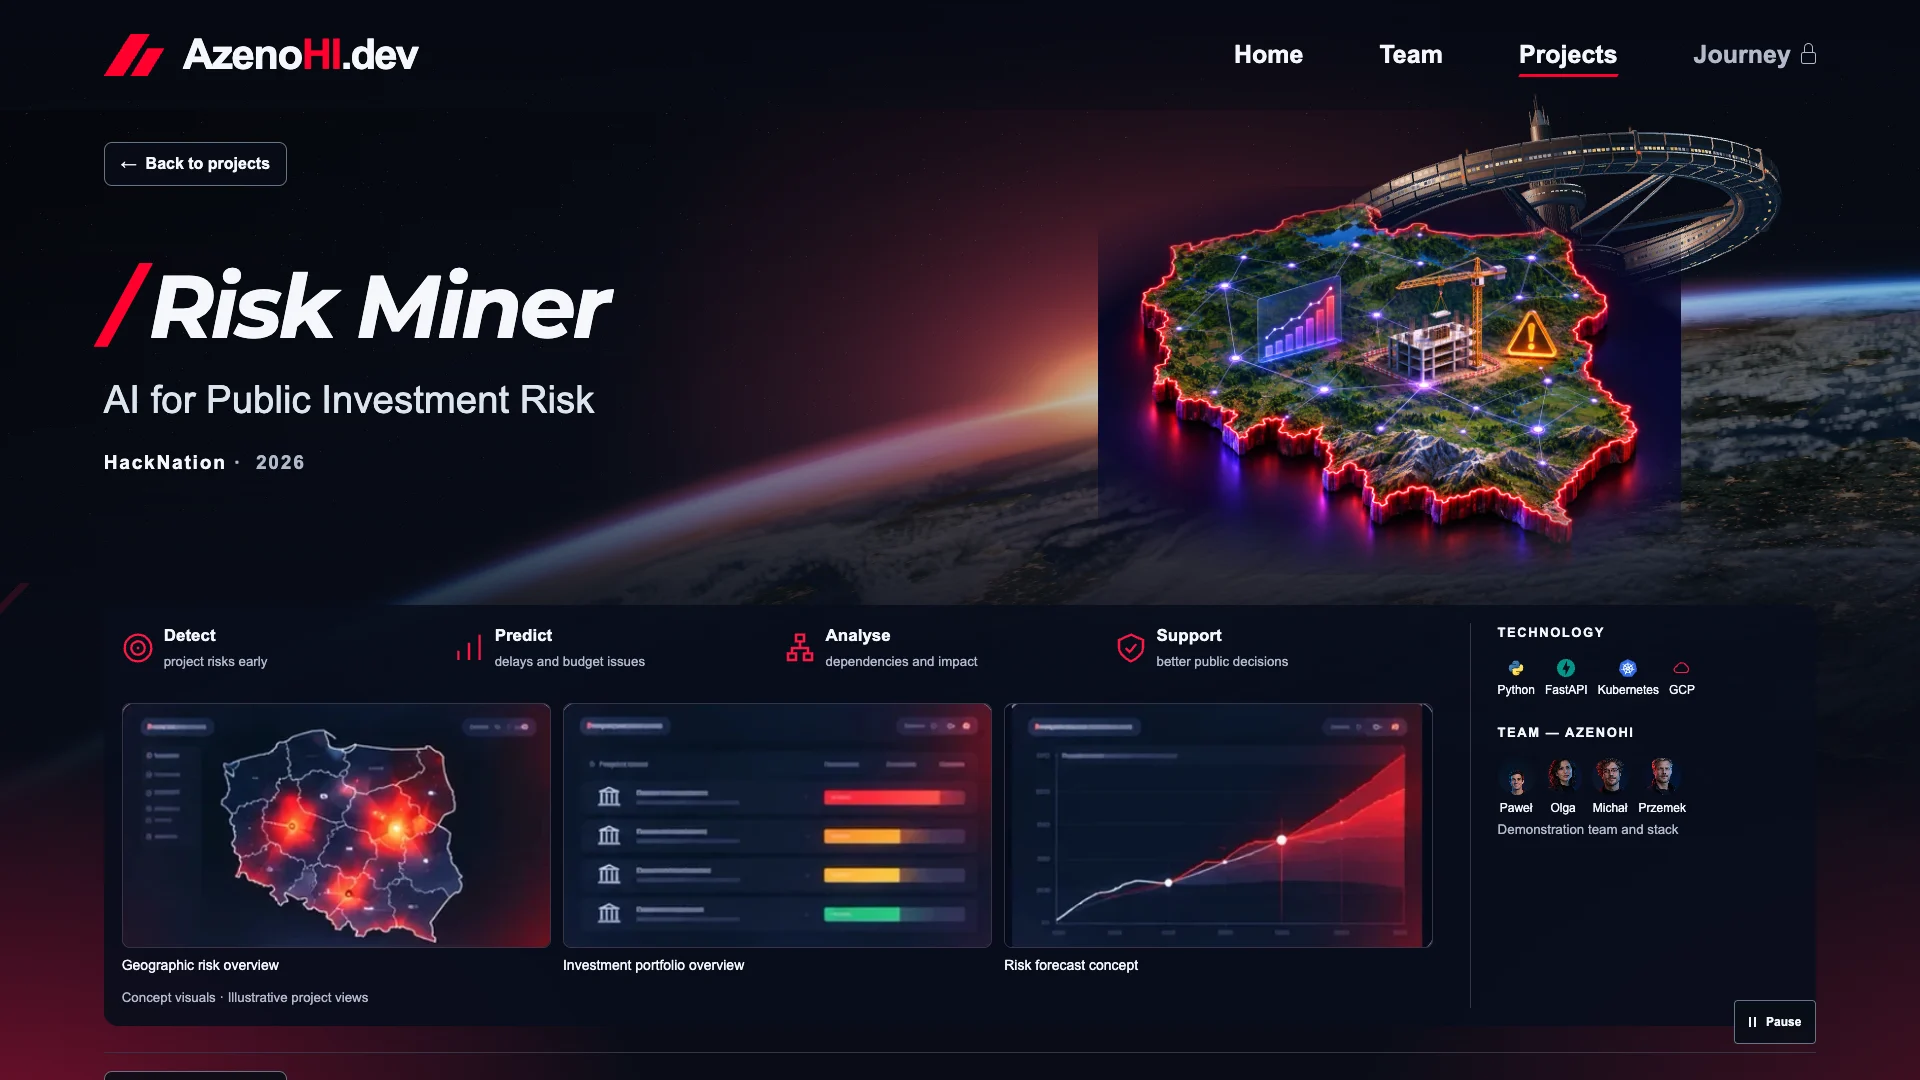 AzenoHI.dev
Home
Team
Projects
Journey
← Back to projects
/Risk Miner
AI for Public Investment Risk
HackNation · 2026
Detect
project risks early
Predict
delays and budget issues
Analyse
dependencies and impact
Support
better public decisions
TECHNOLOGY
Python
FastAPI
Kubernetes
GCP
TEAM — AZENOHI
Paweł
Olga
Michał
Przemek
Demonstration team and stack
Geographic risk overview
Investment portfolio overview
Risk forecast concept
Concept visuals · Illustrative project views
Pause